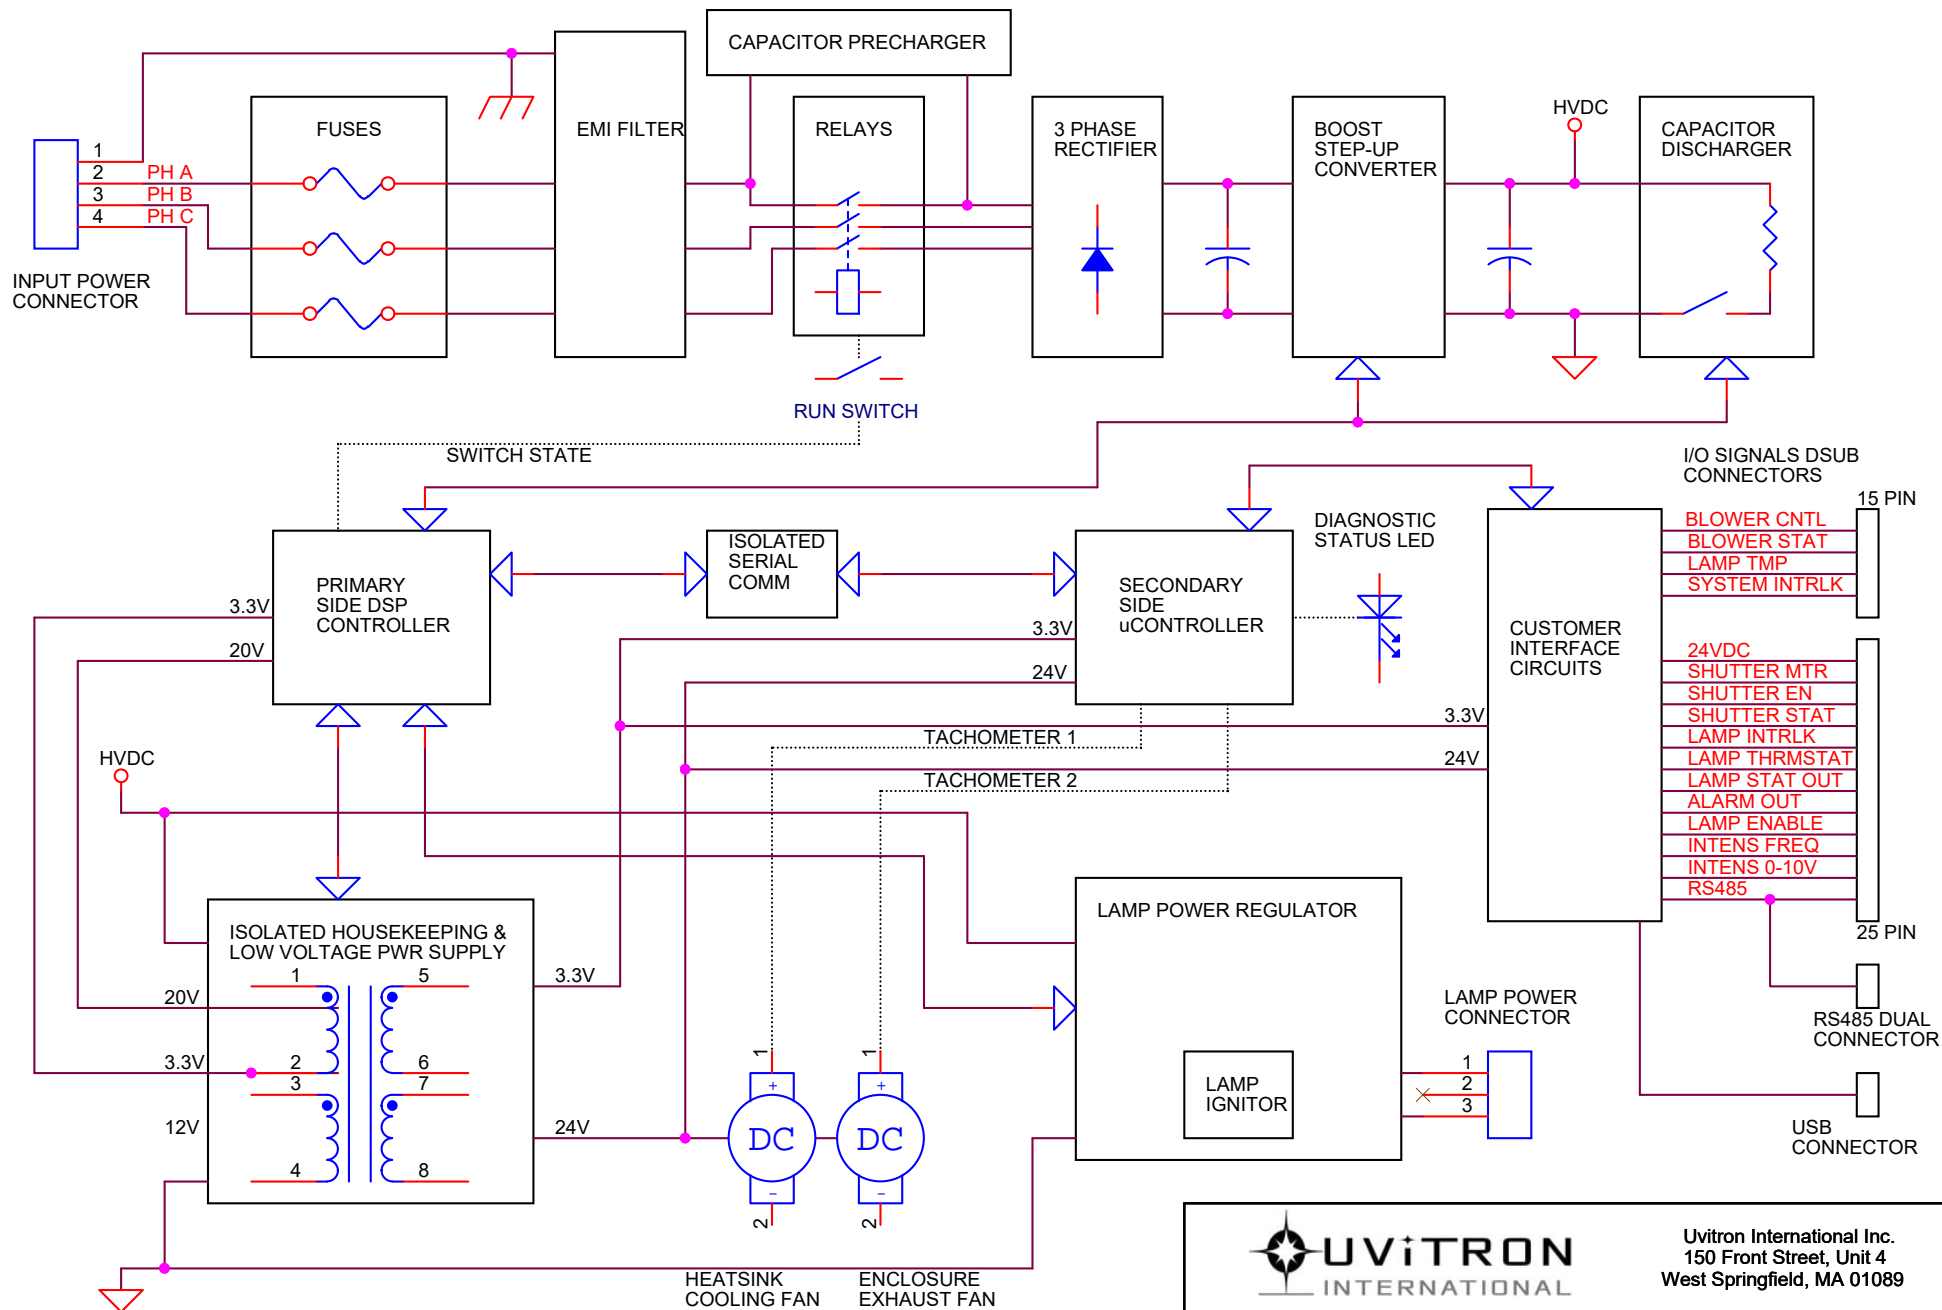 CAPACITOR PRECHARGER
FUSES
EMI FILTER
RELAYS
3 PHASE
RECTIFIER
BOOST
STEP-UP
CONVERTER
HVDC
CAPACITOR
DISCHARGER
1
2
3
4
PH A
PH B
PH C
INPUT POWER
CONNECTOR
RUN SWITCH
SWITCH STATE
I/O SIGNALS DSUB
CONNECTORS
15 PIN
BLOWER CNTL
BLOWER STAT
LAMP TMP
SYSTEM INTRLK
DIAGNOSTIC
STATUS LED
ISOLATED
SERIAL
COMM
PRIMARY
SIDE DSP
CONTROLLER
3.3V
20V
SECONDARY
SIDE
uCONTROLLER
3.3V
24V
CUSTOMER
INTERFACE
CIRCUITS
3.3V
24V
24VDC
SHUTTER MTR
SHUTTER EN
SHUTTER STAT
LAMP INTRLK
LAMP THRMSTAT
LAMP STAT OUT
ALARM OUT
LAMP ENABLE
INTENS FREQ
INTENS 0-10V
RS485
25 PIN
TACHOMETER 1
TACHOMETER 2
HVDC
ISOLATED HOUSEKEEPING &
LOW VOLTAGE PWR SUPPLY
1
2
3
4
5
6
7
8
20V
3.3V
12V
3.3V
24V
LAMP POWER REGULATOR
LAMP
IGNITOR
LAMP POWER
CONNECTOR
1
2
3
RS485 DUAL
CONNECTOR
USB
CONNECTOR
1
+
DC
-
2
1
+
DC
-
2
HEATSINK
COOLING FAN
ENCLOSURE
EXHAUST FAN
UViTRON
INTERNATIONAL
Uvitron International Inc.
150 Front Street, Unit 4
West Springfield, MA 01089